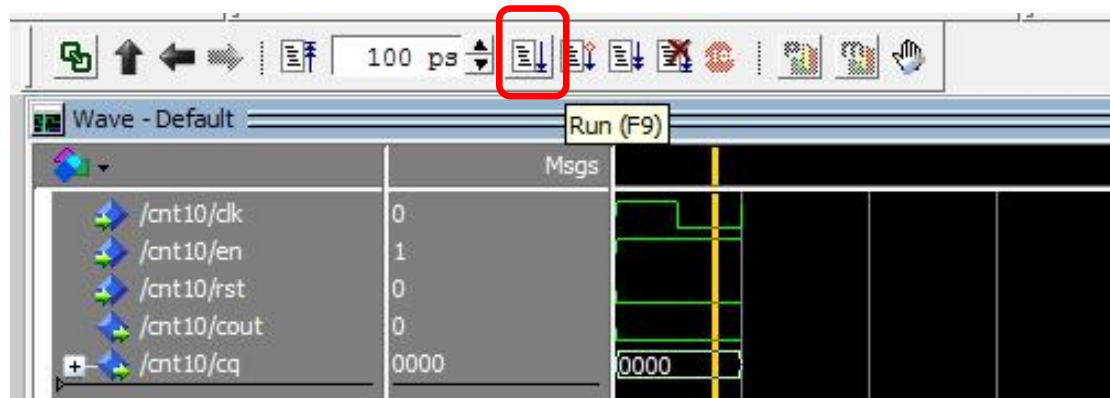 100 ps
Run (F9)
Wave - Default
Msgs
/cnt10/clk 0
/cnt10/en 1
/cnt10/rst 0
/cnt10/cout 0
/cnt10/cq 0000 0000